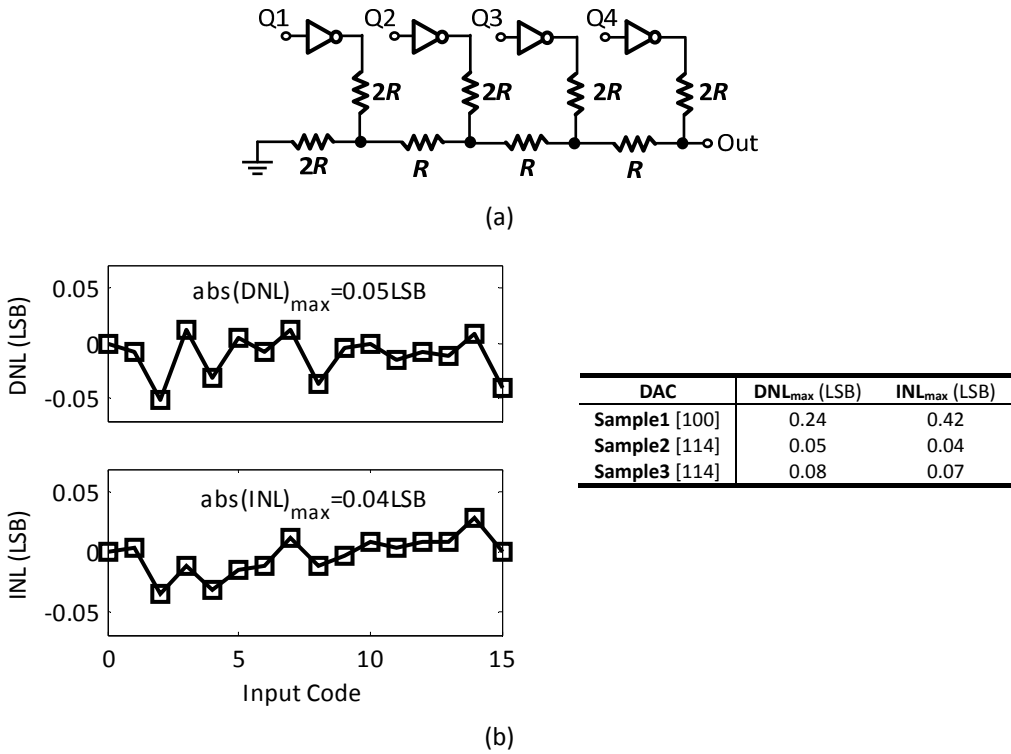 Q1 Q2 Q3 Q4
2R 2R 2R 2R
Out
2R R R R
(a)
DNL (LSB)
0.05
0
-0.05
abs(DNL)max=0.05LSB
INL (LSB)
0.05
0
-0.05
abs(INL)max=0.04LSB
0 5 10 15
Input Code
DAC DNLmax (LSB) INLmax (LSB)
Sample1 [100] 0.24 0.42
Sample2 [114] 0.05 0.04
Sample3 [114] 0.08 0.07
(b)